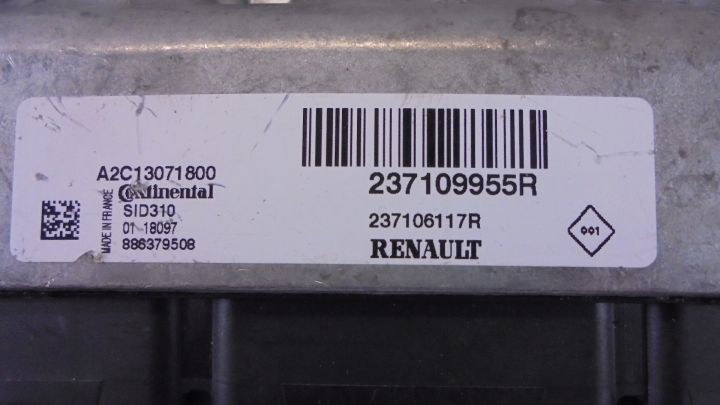 A2C13071800
Continental
SID310
01 18097
886379508
MADE IN FRANCE
237109955R
237106117R
RENAULT
001